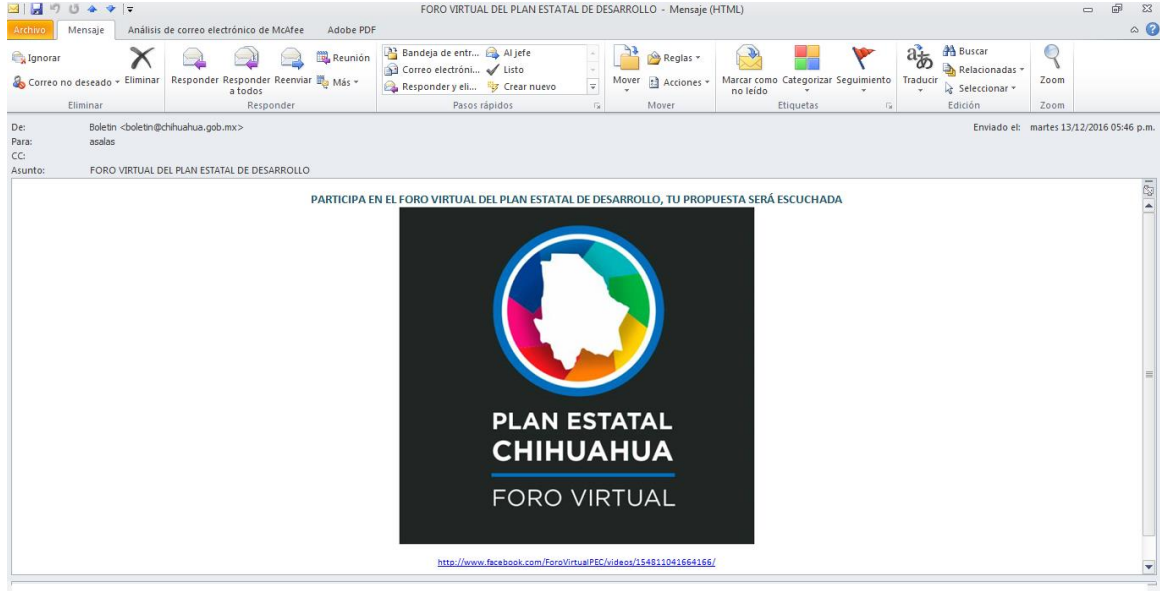 FORO VIRTUAL DEL PLAN ESTATAL DE DESARROLLO - Mensaje (HTML)
Archivo Mensaje Análisis de correo electrónico de McAfee Adobe PDF
Ignorar
Correo no deseado
Eliminar
Eliminar
Responder
Responder a todos
Reenviar
Reunión
Más
Responder
Bandeja de entr...
Correo electróni...
Responder y eli...
Al jefe
Listo
Crear nuevo
Pasos rápidos
Mover
Reglas
Acciones
Mover
Marcar como no leído
Categorizar
Seguimiento
Etiquetas
Traducir
Buscar
Relacionadas
Seleccionar
Edición
Zoom
Zoom
De: Boletin <boletin@chihuahua.gob.mx> Enviado el: martes 13/12/2016 05:46 p.m.
Para: asalas
CC:
Asunto: FORO VIRTUAL DEL PLAN ESTATAL DE DESARROLLO
PARTICIPA EN EL FORO VIRTUAL DEL PLAN ESTATAL DE DESARROLLO, TU PROPUESTA SERÁ ESCUCHADA
PLAN ESTATAL
CHIHUAHUA
FORO VIRTUAL
http://www.facebook.com/ForoVirtualPEC/videos/154811041664166/